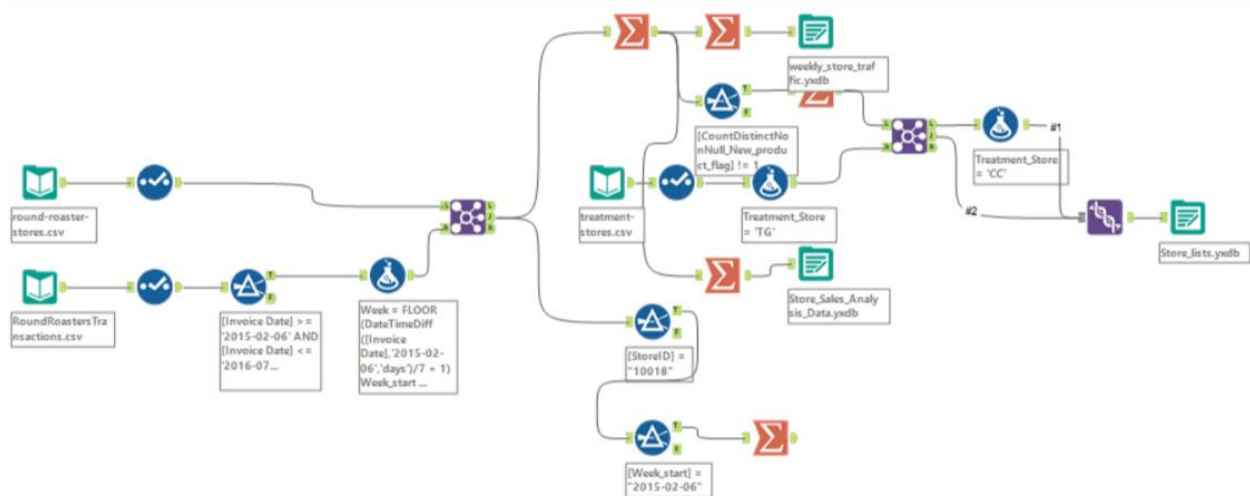 round-roaster-
stores.csv
RoundRoastersTra
nsactions.csv
[Invoice Date] >=
'2015-02-06' AND
[Invoice Date] <=
'2016-07...
Week = FLOOR
(DateTimeDiff
([Invoice
Date],'2015-02-
06','days')/7 + 1)
Week_start ...
L
J
R
L
R
T
F
weekly_store_traf
fic.yxdb
T
F
[CountDistinctNo
nNull_New_produ
ct_flag] != 1
treatment-
stores.csv
Treatment_Store
= 'TG'
L
J
R
L
R
Treatment_Store
= 'CC'
#1
#2
Store_lists.yxdb
Store_Sales_Analy
sis_Data.yxdb
T
F
[StoreID] =
"10018"
T
F
[Week_start] =
"2015-02-06"